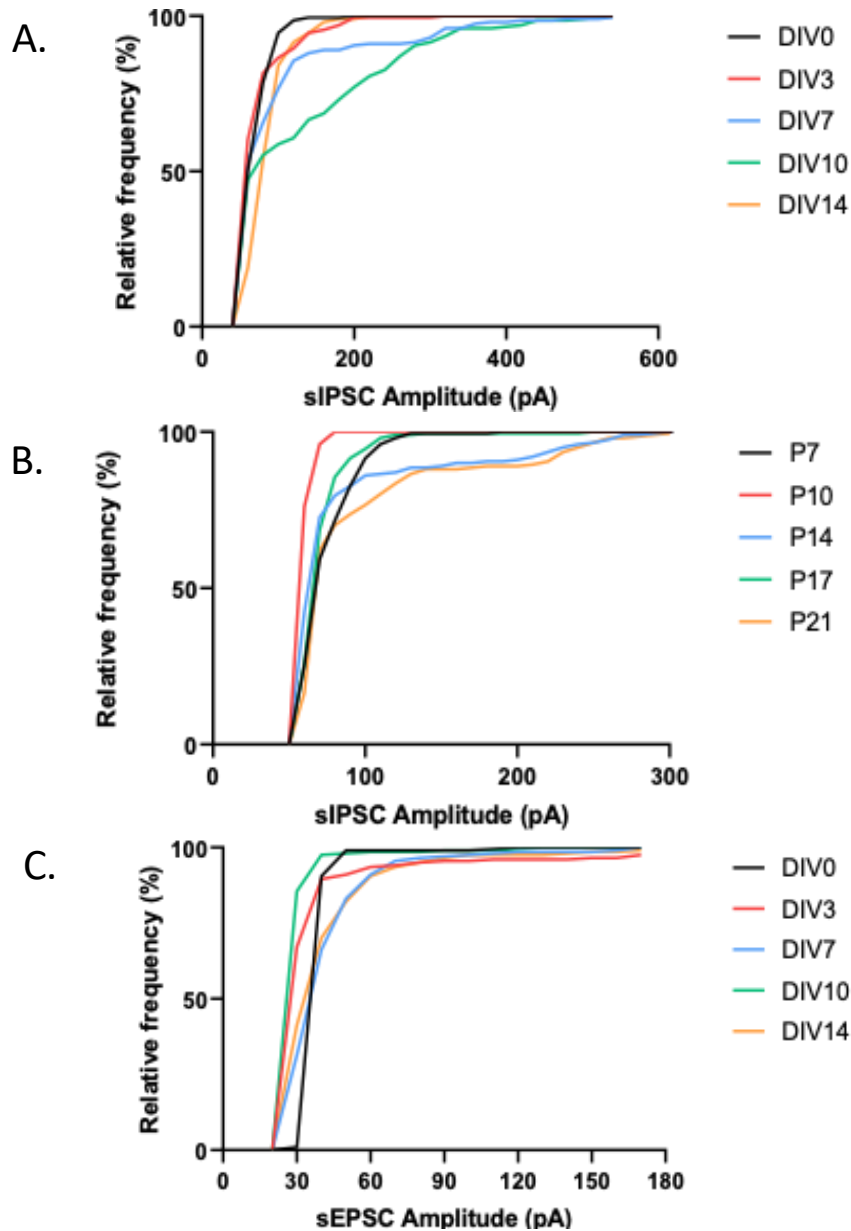 A.
Relative frequency (%)
100
50
0
0 200 400 600
sIPSC Amplitude (pA)
DIV0
DIV3
DIV7
DIV10
DIV14
B.
Relative frequency (%)
100
50
0
0 100 200 300
sIPSC Amplitude (pA)
P7
P10
P14
P17
P21
C.
Relative frequency (%)
100
50
0
0 30 60 90 120 150 180
sEPSC Amplitude (pA)
DIV0
DIV3
DIV7
DIV10
DIV14